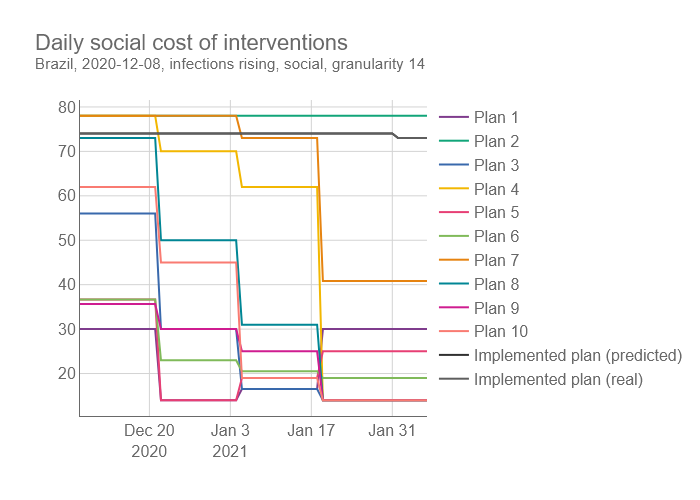 Daily social cost of interventions
Brazil, 2020-12-08, infections rising, social, granularity 14
80
70
60
50
40
30
20
Dec 20
2020
Jan 3
2021
Jan 17
Jan 31
Plan 1
Plan 2
Plan 3
Plan 4
Plan 5
Plan 6
Plan 7
Plan 8
Plan 9
Plan 10
Implemented plan (predicted)
Implemented plan (real)